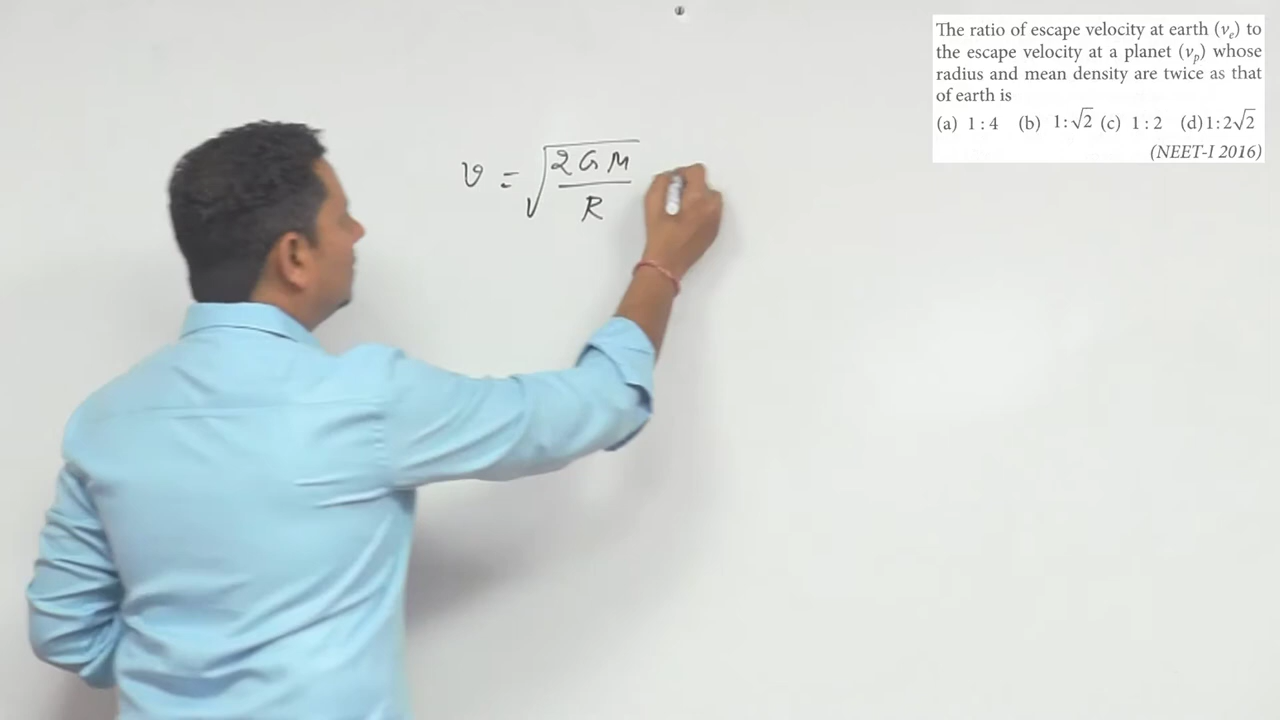 The ratio of escape velocity at earth (vₑ) to
the escape velocity at a planet (vₚ) whose
radius and mean density are twice as that
of earth is
(a) 1 : 4 (b) 1 : √2 (c) 1 : 2 (d) 1 : 2√2
(NEET-I 2016)
v = √(2GM/R)